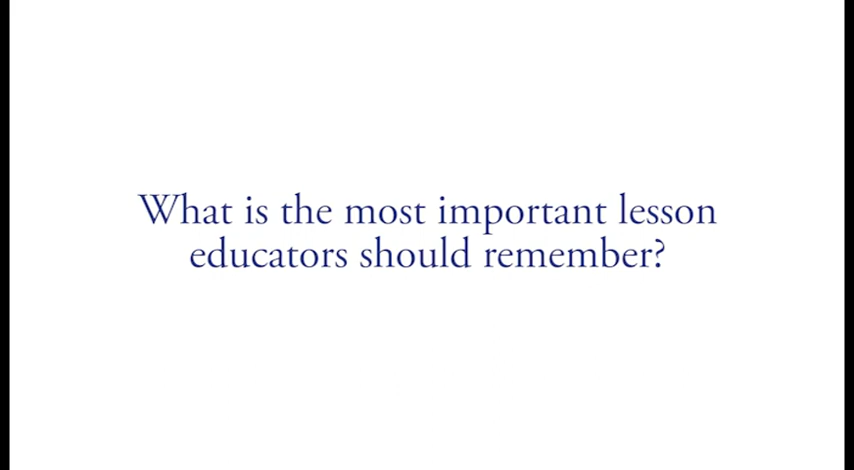 What is the most important lesson
educators should remember?